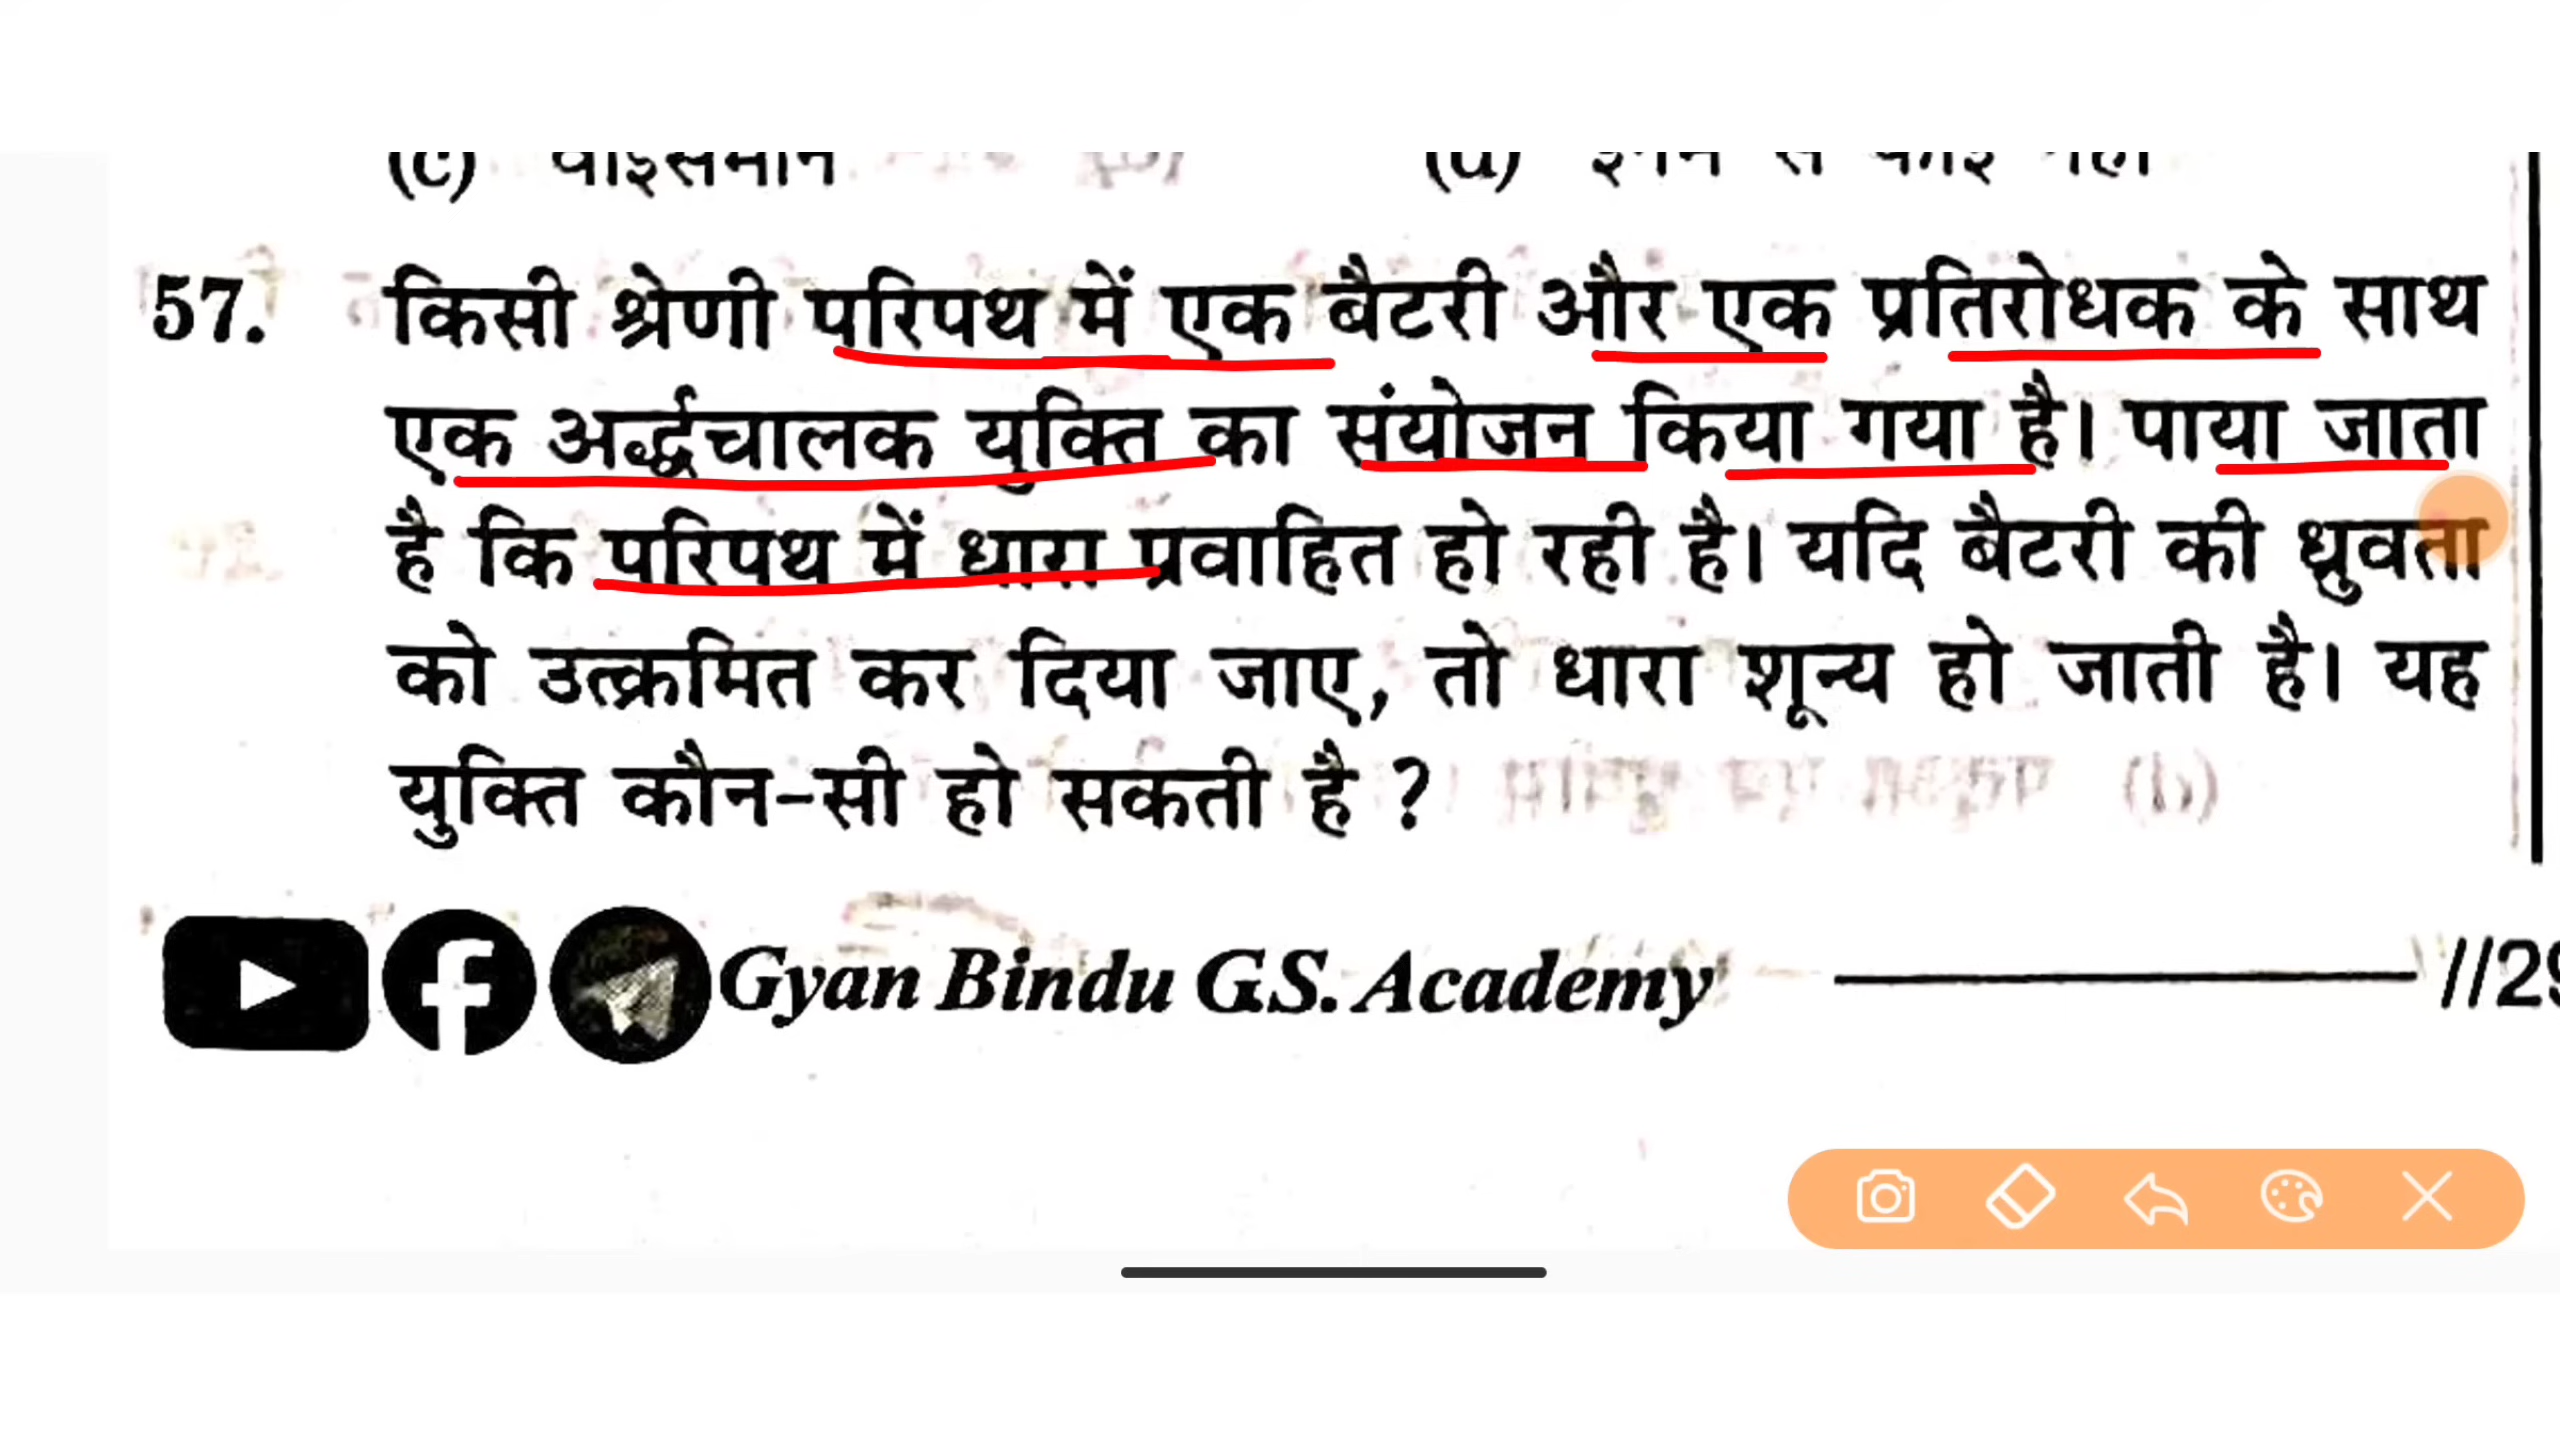 (c)
57. किसी श्रेणी परिपथ में एक बैटरी और एक प्रतिरोधक के साथ
एक अर्द्धचालक युक्ति का संयोजन किया गया है। पाया जाता
है कि परिपथ में धारा प्रवाहित हो रही है। यदि बैटरी की ध्रुवता
को उत्क्रमित कर दिया जाए, तो धारा शून्य हो जाती है। यह
युक्ति कौन-सी हो सकती है ?
Gyan Bindu G.S. Academy //29